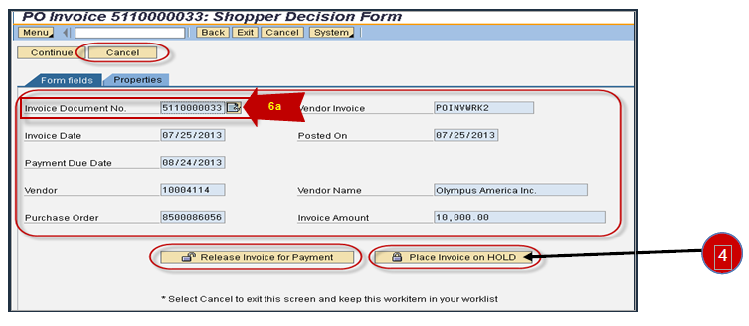 PO Invoice 5110000033: Shopper Decision Form
Menu Back Exit Cancel System
Continue Cancel
Form fields Properties
Invoice Document No. 5110000033 6a Vendor Invoice POINVWRK2
Invoice Date 07/25/2013 Posted On 07/25/2013
Payment Due Date 08/24/2013
Vendor 10004114 Vendor Name Olympus America Inc.
Purchase Order 8500086056 Invoice Amount 10,000.00
Release Invoice for Payment Place Invoice on HOLD 4
* Select Cancel to exit this screen and keep this workitem in your worklist